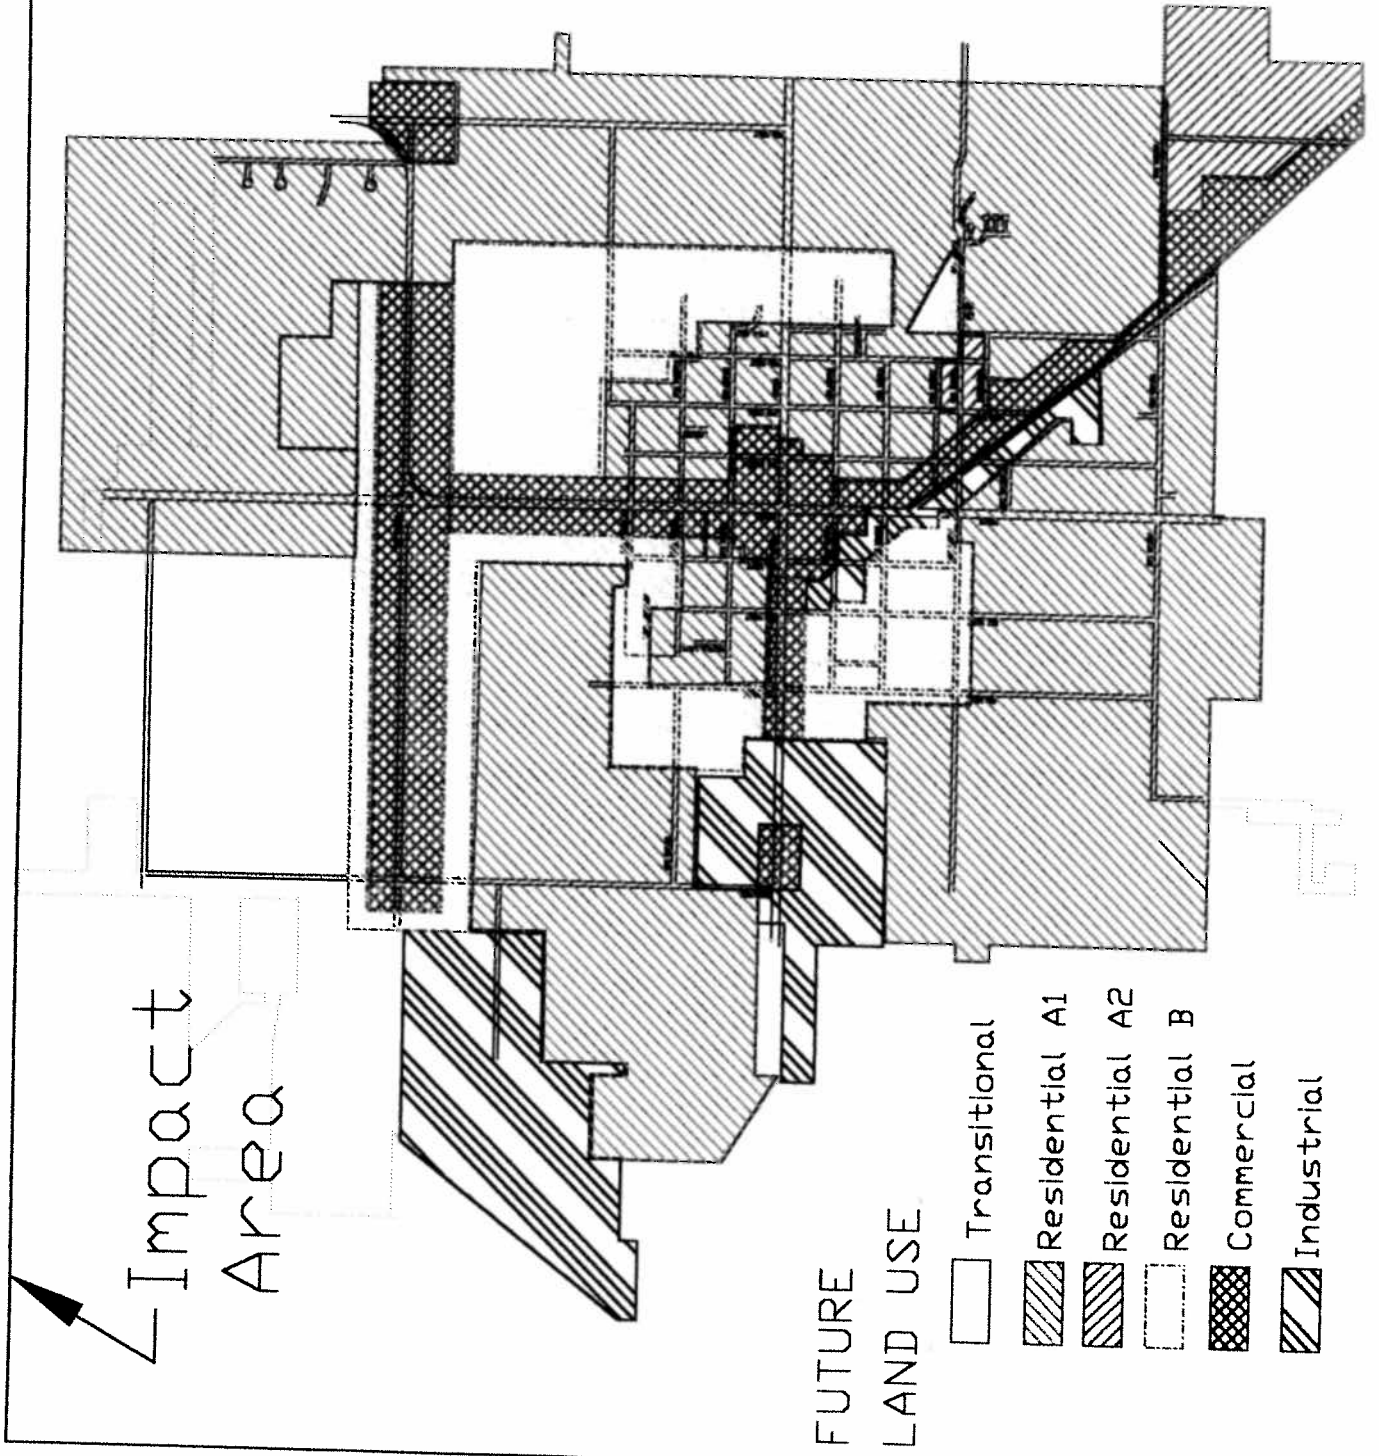 Impact
Area
FUTURE
LAND USE
Transitional
Residential A1
Residential A2
Residential B
Commercial
Industrial